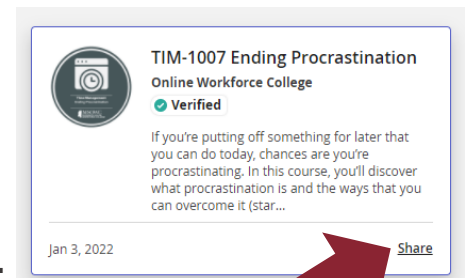 TIM-1007 Ending Procrastination
Online Workforce College
Verified
If you're putting off something for later that
you can do today, chances are you're
procrastinating. In this course, you'll discover
what procrastination is and the ways that you
can overcome it (star...
Jan 3, 2022
Share